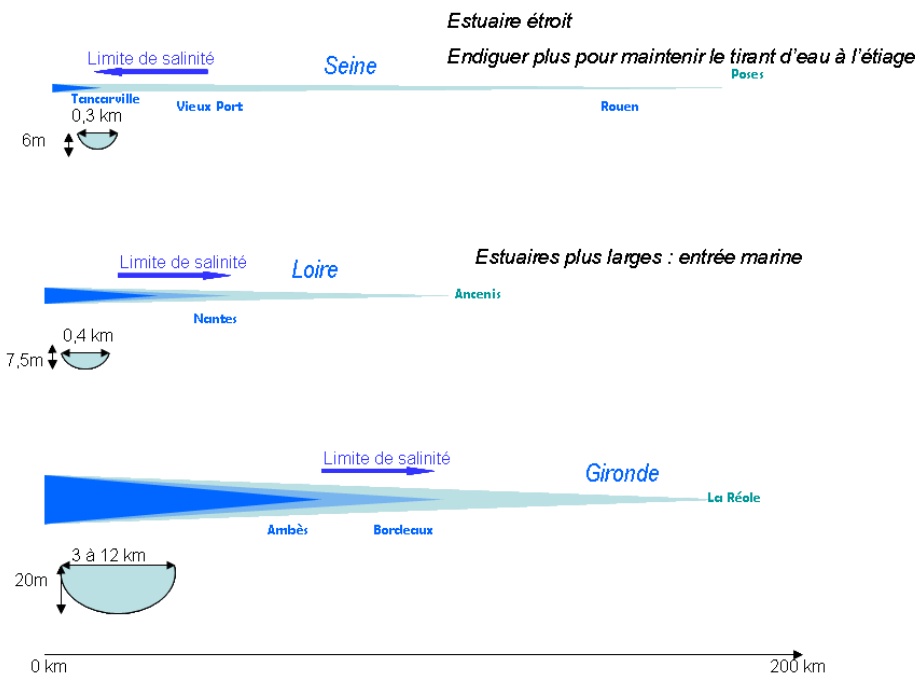 Estuaire étroit
Endiguer plus pour maintenir le tirant d'eau à l'étiage
Limite de salinité
Seine
Poses
Tancarville
Vieux Port
Rouen
0,3 km
6m
Limite de salinité
Loire
Estuaires plus larges : entrée marine
Ancenis
Nantes
0,4 km
7,5m
Limite de salinité
Gironde
La Réole
Ambès
Bordeaux
3 à 12 km
20m
0 km
200 km